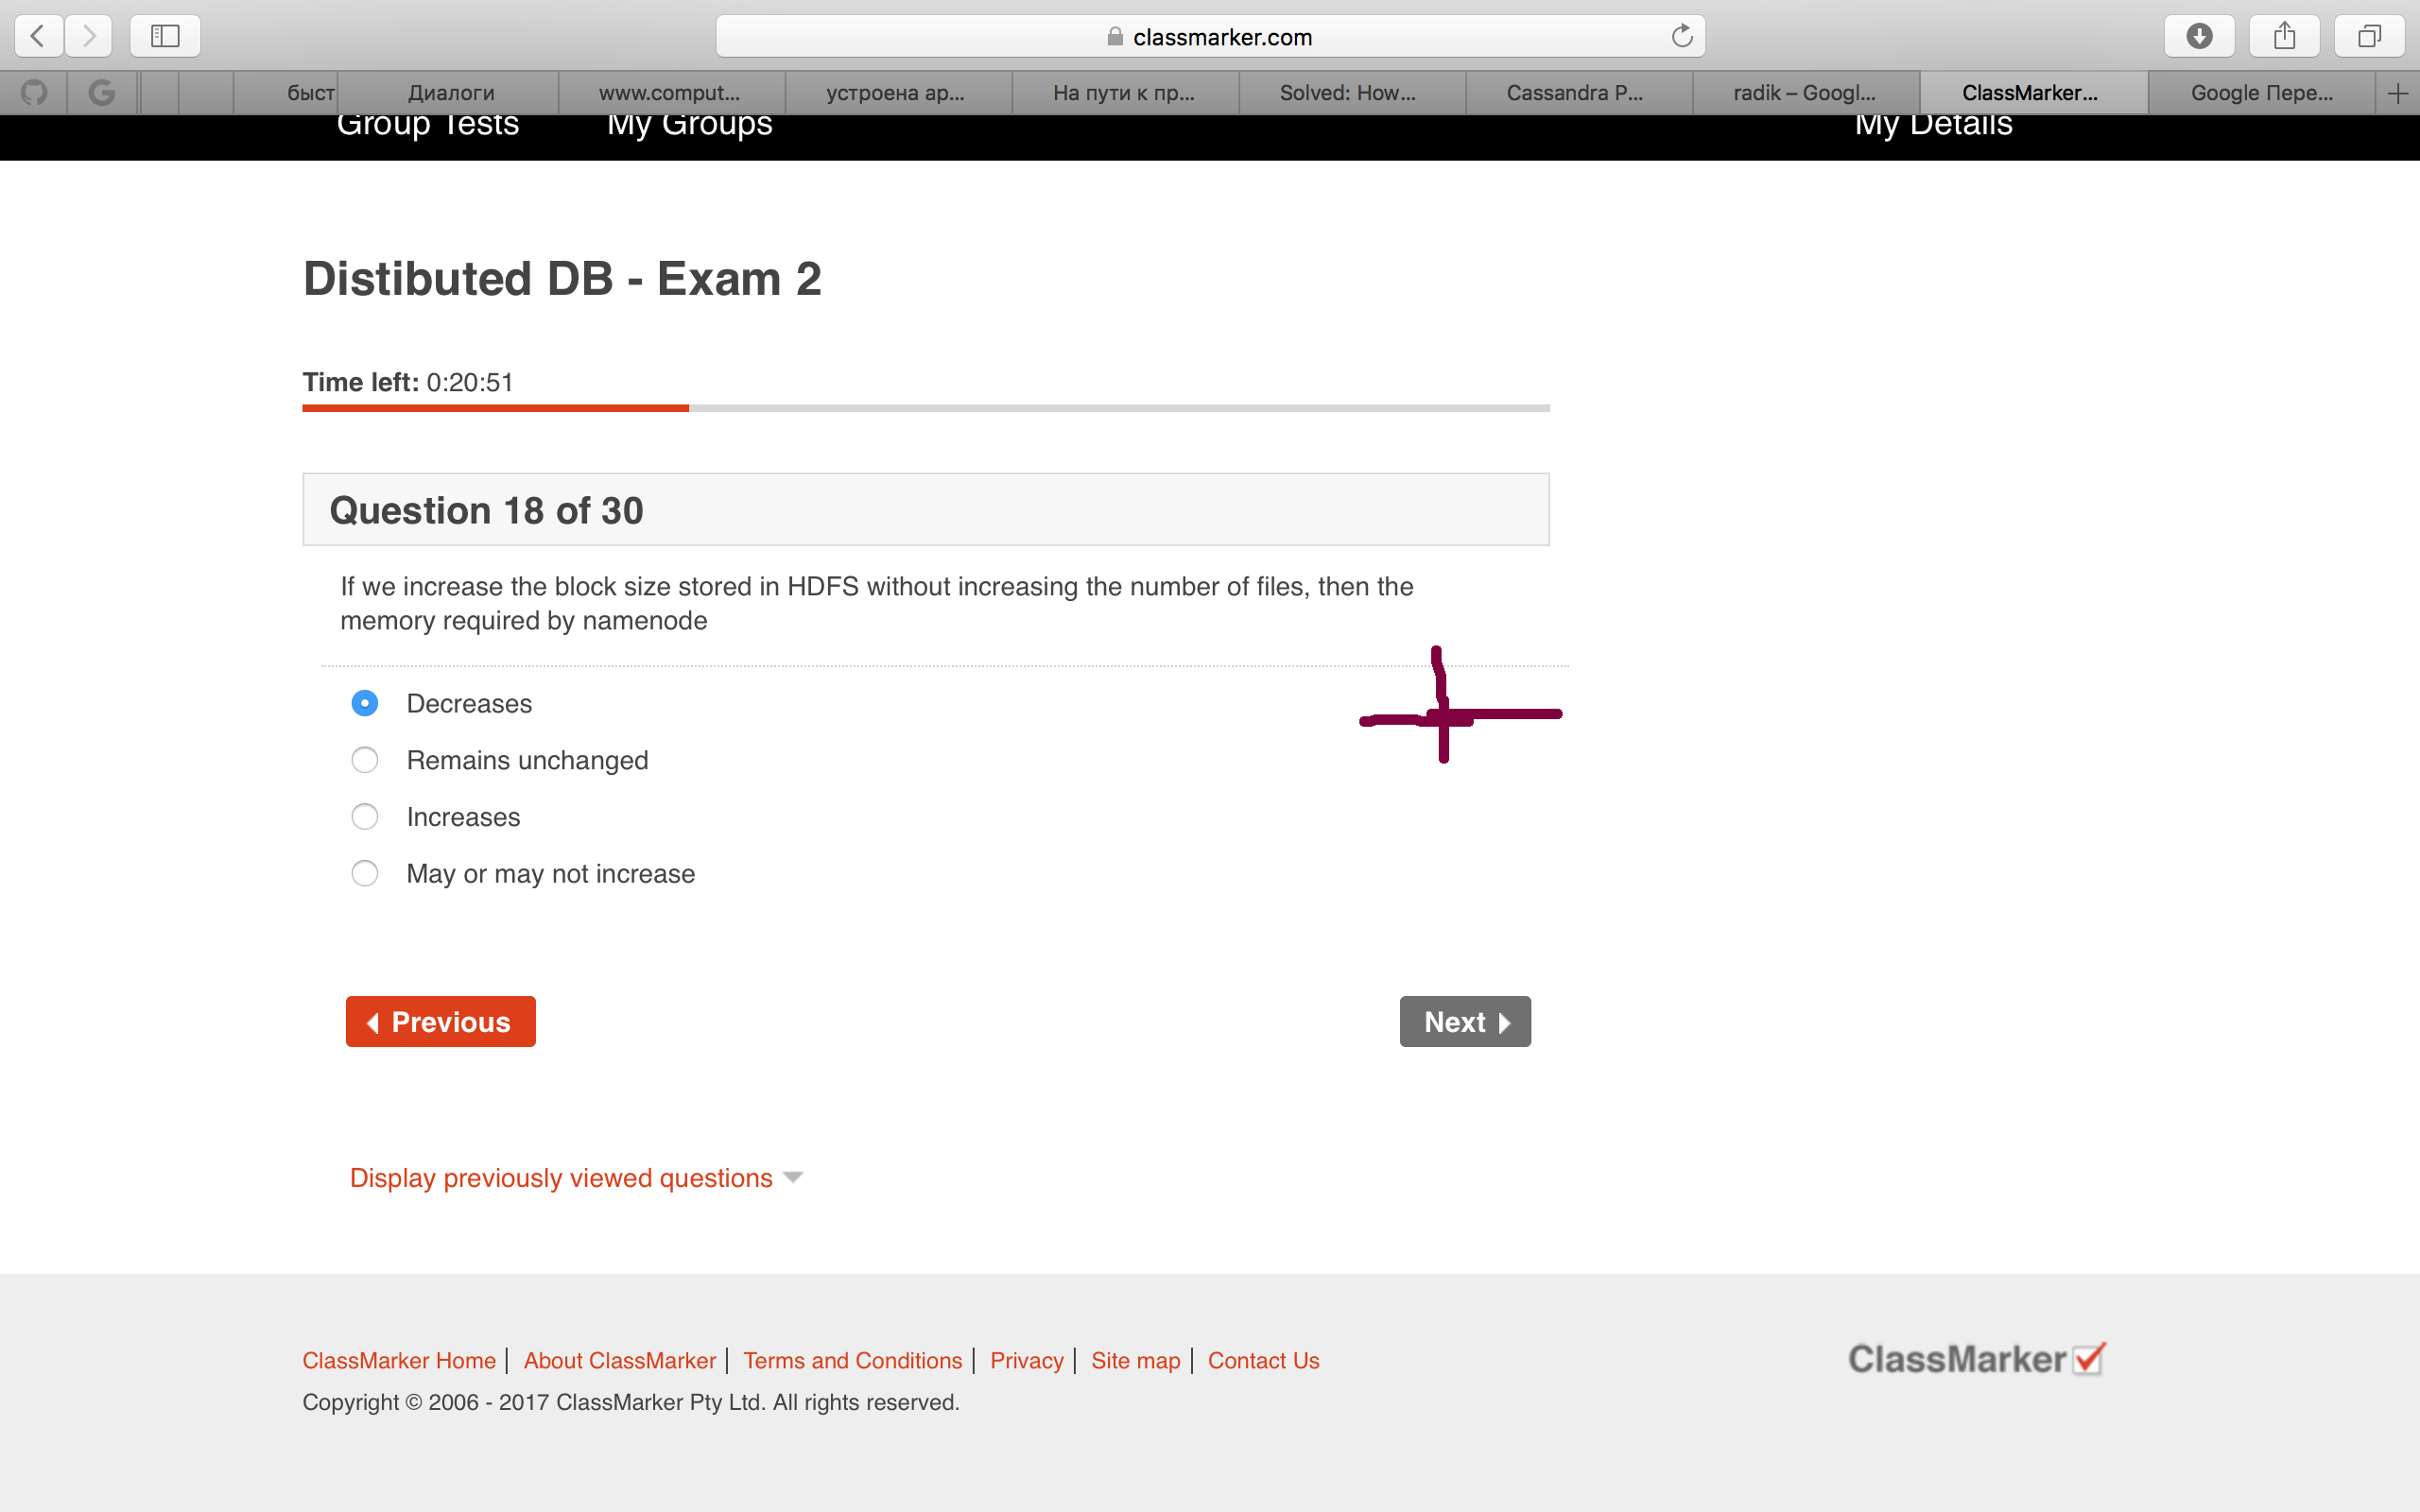 classmarker.com
быст
Диалоги
www.comput...
устроена ар...
На пути к пр...
Solved: How...
Cassandra P...
radik – Googl...
ClassMarker...
Google Пере...
Group Tests
My Groups
My Details
Distibuted DB - Exam 2
Time left: 0:20:51
Question 18 of 30
If we increase the block size stored in HDFS without increasing the number of files, then the
memory required by namenode
Decreases
Remains unchanged
Increases
May or may not increase
Previous
Next
Display previously viewed questions
ClassMarker Home | About ClassMarker | Terms and Conditions | Privacy | Site map | Contact Us
ClassMarker
Copyright © 2006 - 2017 ClassMarker Pty Ltd. All rights reserved.